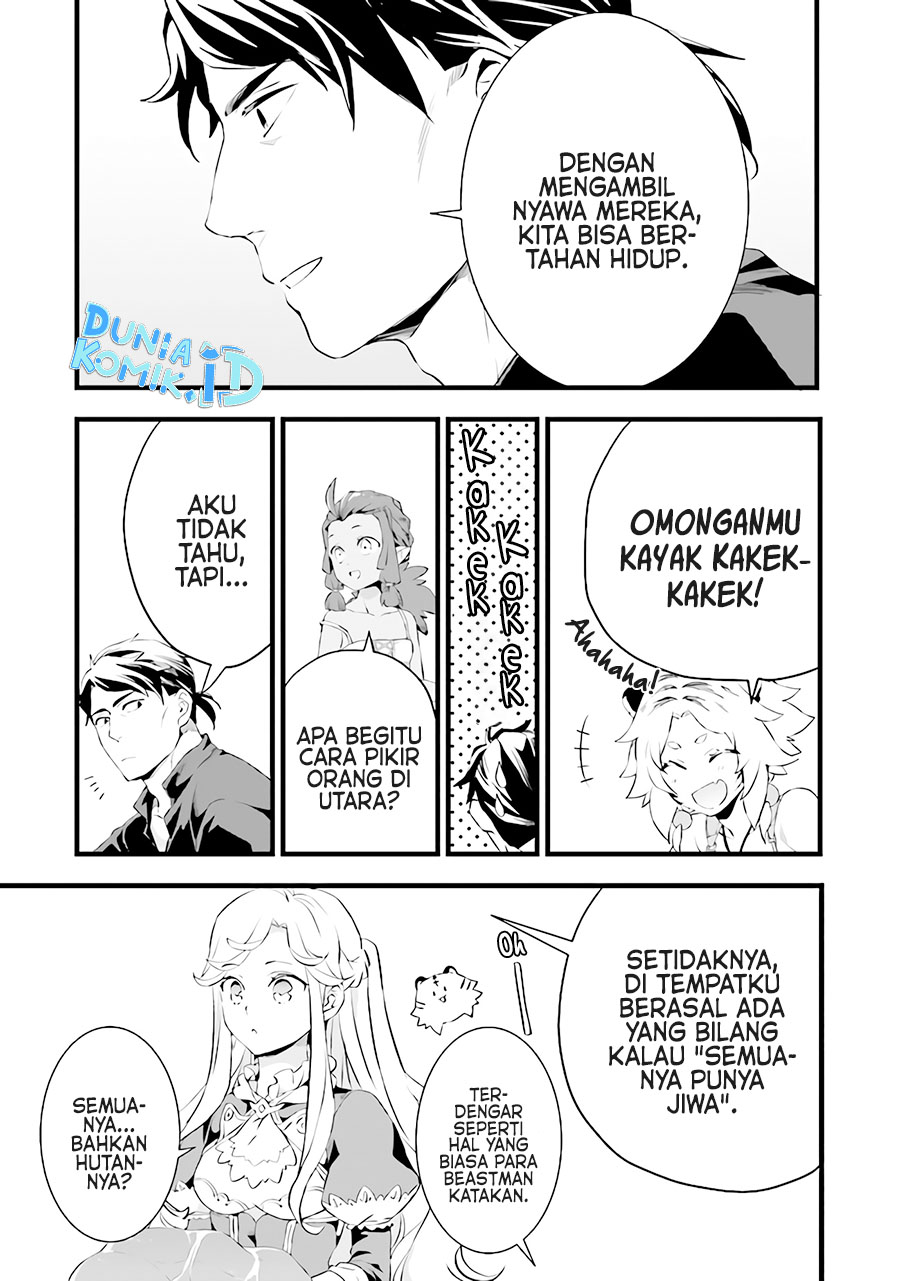 DENGAN
MENGAMBIL
NYAWA MEREKA,
KITA BISA BER-
TAHAN HIDUP.
DUNIA
KOMIK.ID
OMONGANMU
KAYAK KAKEK-
KAKEK!
Ahahaha!
KOKEK
KOKEK
APA BEGITU
CARA PIKIR
ORANG DI
UTARA?
AKU
TIDAK
TAHU,
TAPI...
SETIDAKNYA,
DI TEMPATKU
BERASAL ADA
YANG BILANG
KALAU "SEMUA-
NYA PUNYA
JIWA".
Oh
TER-
DENGAR
SEPERTI
HAL YANG
BIASA PARA
BEASTMAN
KATAKAN.
SEMUA-
NYA...
BAHKAN
HUTAN-
NYA?